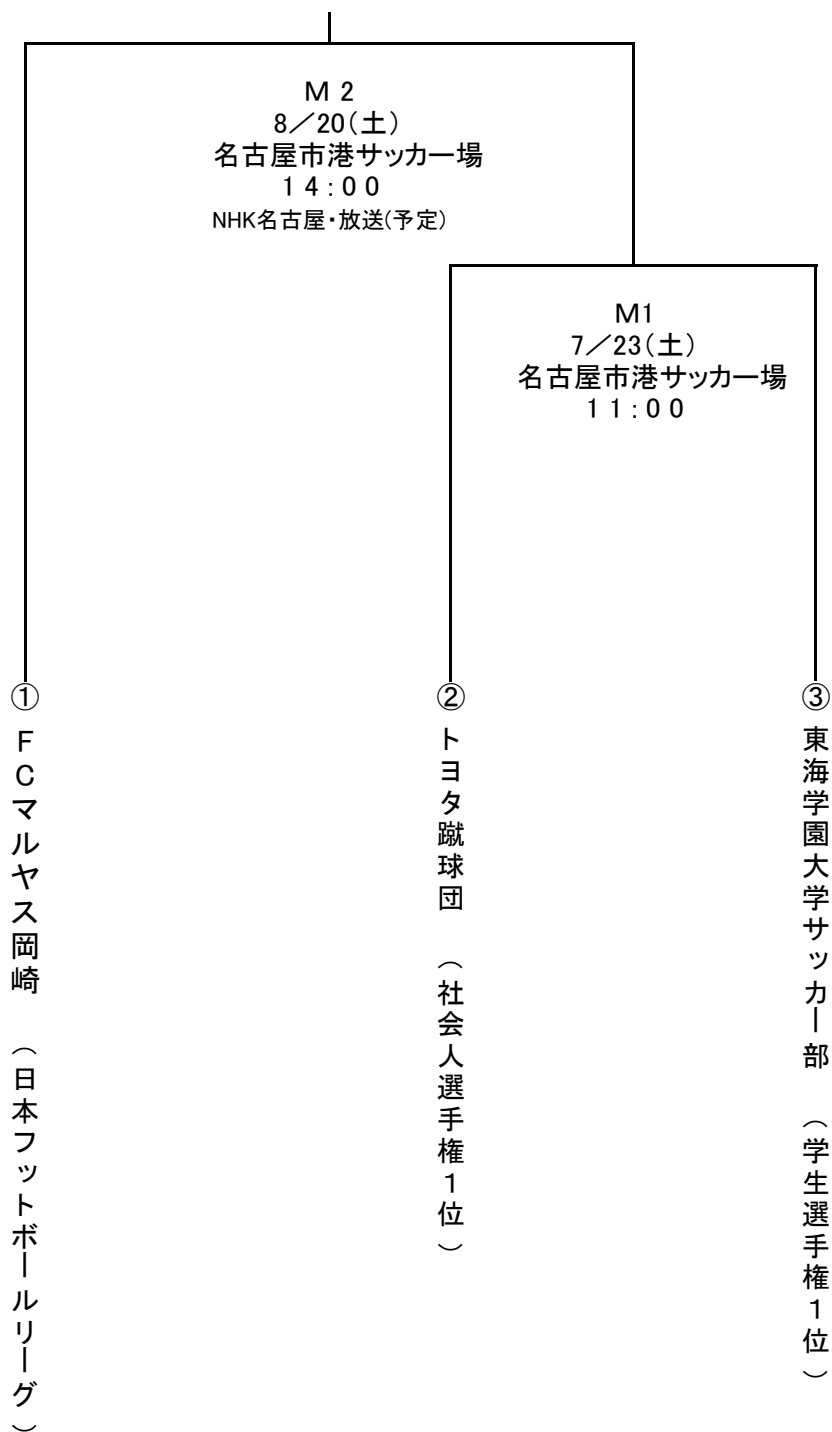 M 2
8／20（土）
名古屋市港サッカー場
14：00
NHK名古屋・放送（予定）
M1
7／23（土）
名古屋市港サッカー場
11：00
① FCマルヤス岡崎 （日本フットボールリーグ）
② トヨタ蹴球団 （社会人選手権1位）
③ 東海学園大学サッカー部 （学生選手権1位）